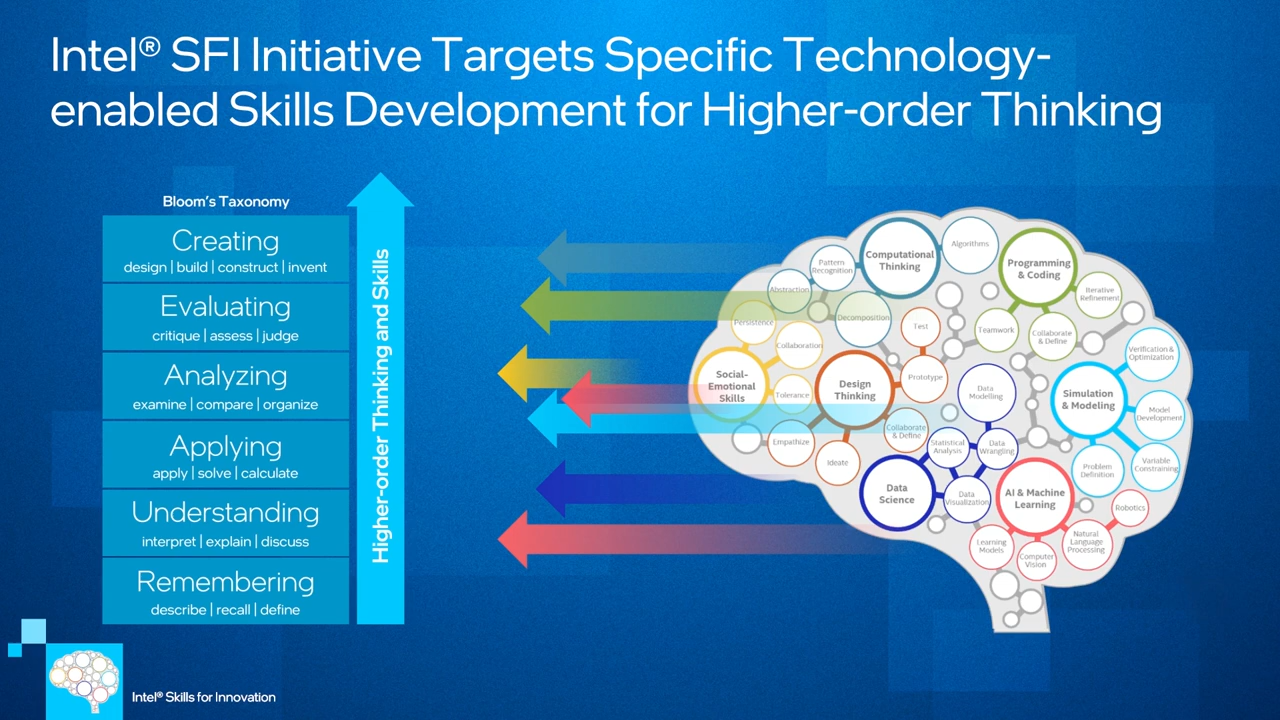 Intel® SFI Initiative Targets Specific Technology-
enabled Skills Development for Higher-order Thinking
Bloom's Taxonomy
Creating
design | build | construct | invent
Evaluating
critique | assess | judge
Analyzing
examine | compare | organize
Applying
apply | solve | calculate
Understanding
interpret | explain | discuss
Remembering
describe | recall | define
Higher-order Thinking and Skills
Computational
Thinking
Algorithms
Pattern
Recognition
Abstraction
Decomposition
Programming
& Coding
Iterative
Refinement
Teamwork
Collaborate
& Define
Persistence
Collaboration
Social-
Emotional
Skills
Tolerance
Empathize
Design
Thinking
Test
Prototype
Collaborate
& Define
Ideate
Data
Modelling
Statistical
Analysis
Data
Wrangling
Data
Science
Data
Visualization
Simulation
& Modeling
Verification &
Optimization
Model
Development
Variable
Constraining
Problem
Definition
AI & Machine
Learning
Robotics
Natural
Language
Processing
Computer
Vision
Learning
Models
Intel® Skills for Innovation